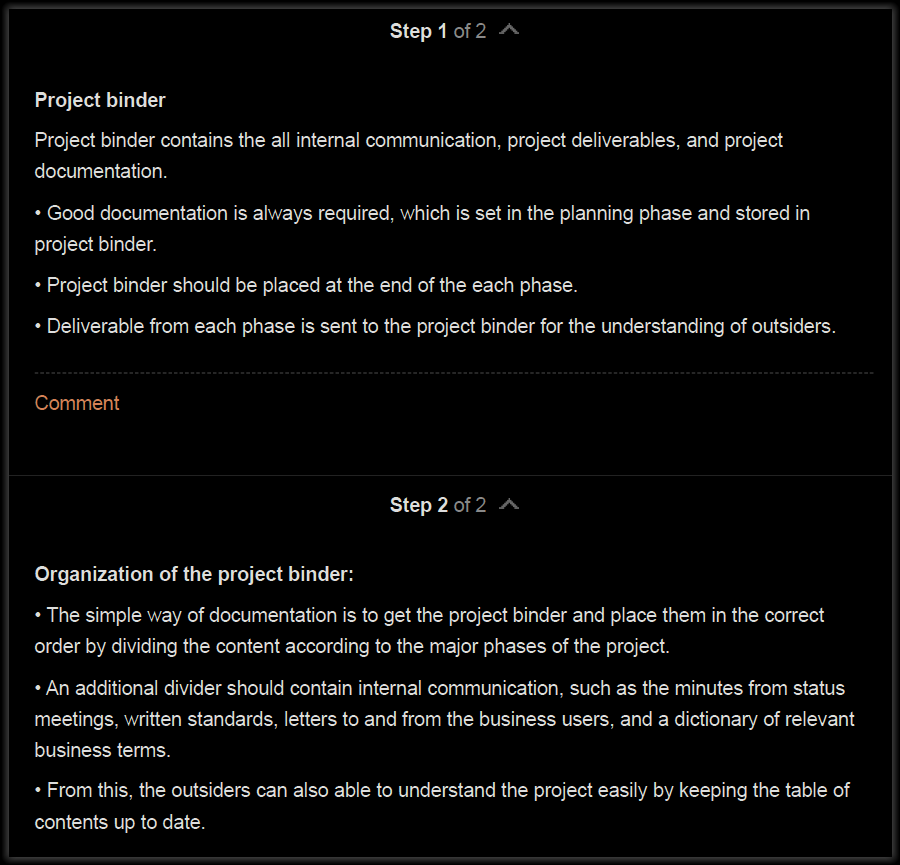 Step 1 of 2
Project binder
Project binder contains the all internal communication, project deliverables, and project
documentation.
• Good documentation is always required, which is set in the planning phase and stored in
project binder.
• Project binder should be placed at the end of the each phase.
• Deliverable from each phase is sent to the project binder for the understanding of outsiders.
Comment
Step 2 of 2
Organization of the project binder:
• The simple way of documentation is to get the project binder and place them in the correct
order by dividing the content according to the major phases of the project.
• An additional divider should contain internal communication, such as the minutes from status
meetings, written standards, letters to and from the business users, and a dictionary of relevant
business terms.
• From this, the outsiders can also able to understand the project easily by keeping the table of
contents up to date.